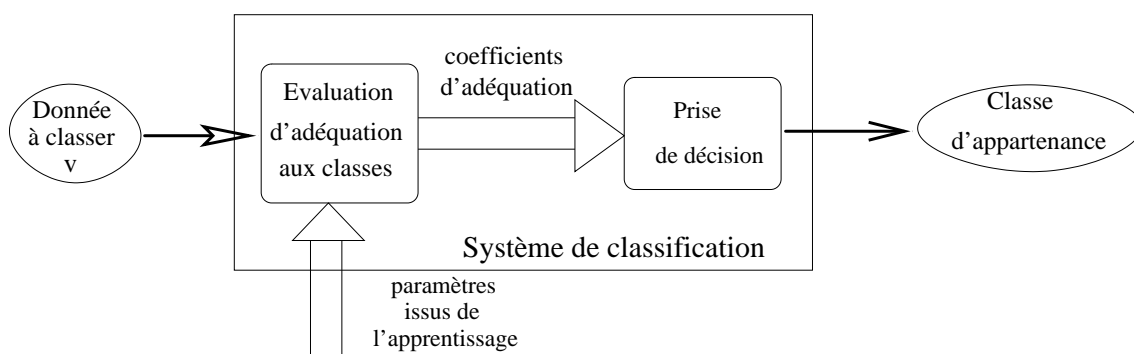 Donnée
à classer
v
Evaluation
d'adéquation
aux classes
coefficients
d'adéquation
Prise
de décision
Classe
d'appartenance
Système de classification
paramètres
issus de
l'apprentissage